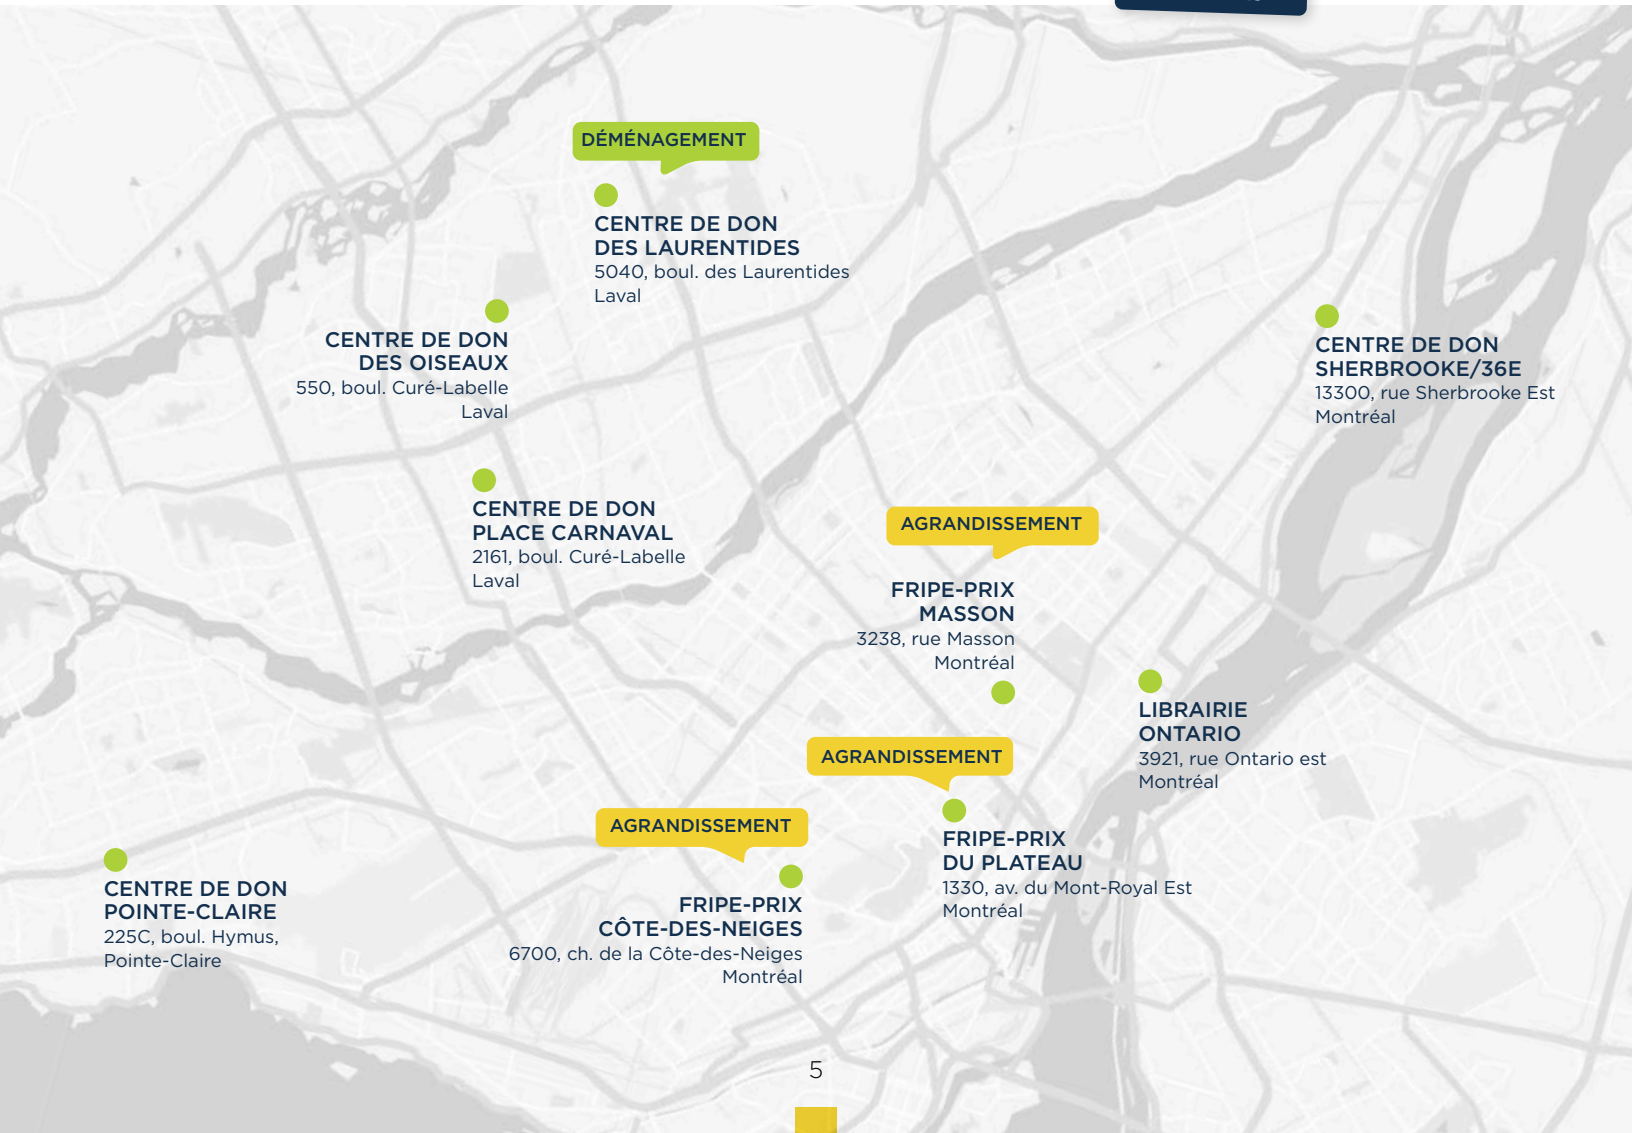 DÉMÉNAGEMENT
CENTRE DE DON
DES LAURENTIDES
5040, boul. des Laurentides
Laval
CENTRE DE DON
DES OISEAUX
550, boul. Curé-Labelle
Laval
CENTRE DE DON
SHERBROOKE/36E
13300, rue Sherbrooke Est
Montréal
CENTRE DE DON
PLACE CARNAVAL
2161, boul. Curé-Labelle
Laval
AGRANDISSEMENT
FRIPE-PRIX
MASSON
3238, rue Masson
Montréal
LIBRAIRIE
ONTARIO
3921, rue Ontario est
Montréal
AGRANDISSEMENT
FRIPE-PRIX
DU PLATEAU
1330, av. du Mont-Royal Est
Montréal
AGRANDISSEMENT
FRIPE-PRIX
CÔTE-DES-NEIGES
6700, ch. de la Côte-des-Neiges
Montréal
CENTRE DE DON
POINTE-CLAIRE
225C, boul. Hymus,
Pointe-Claire
5